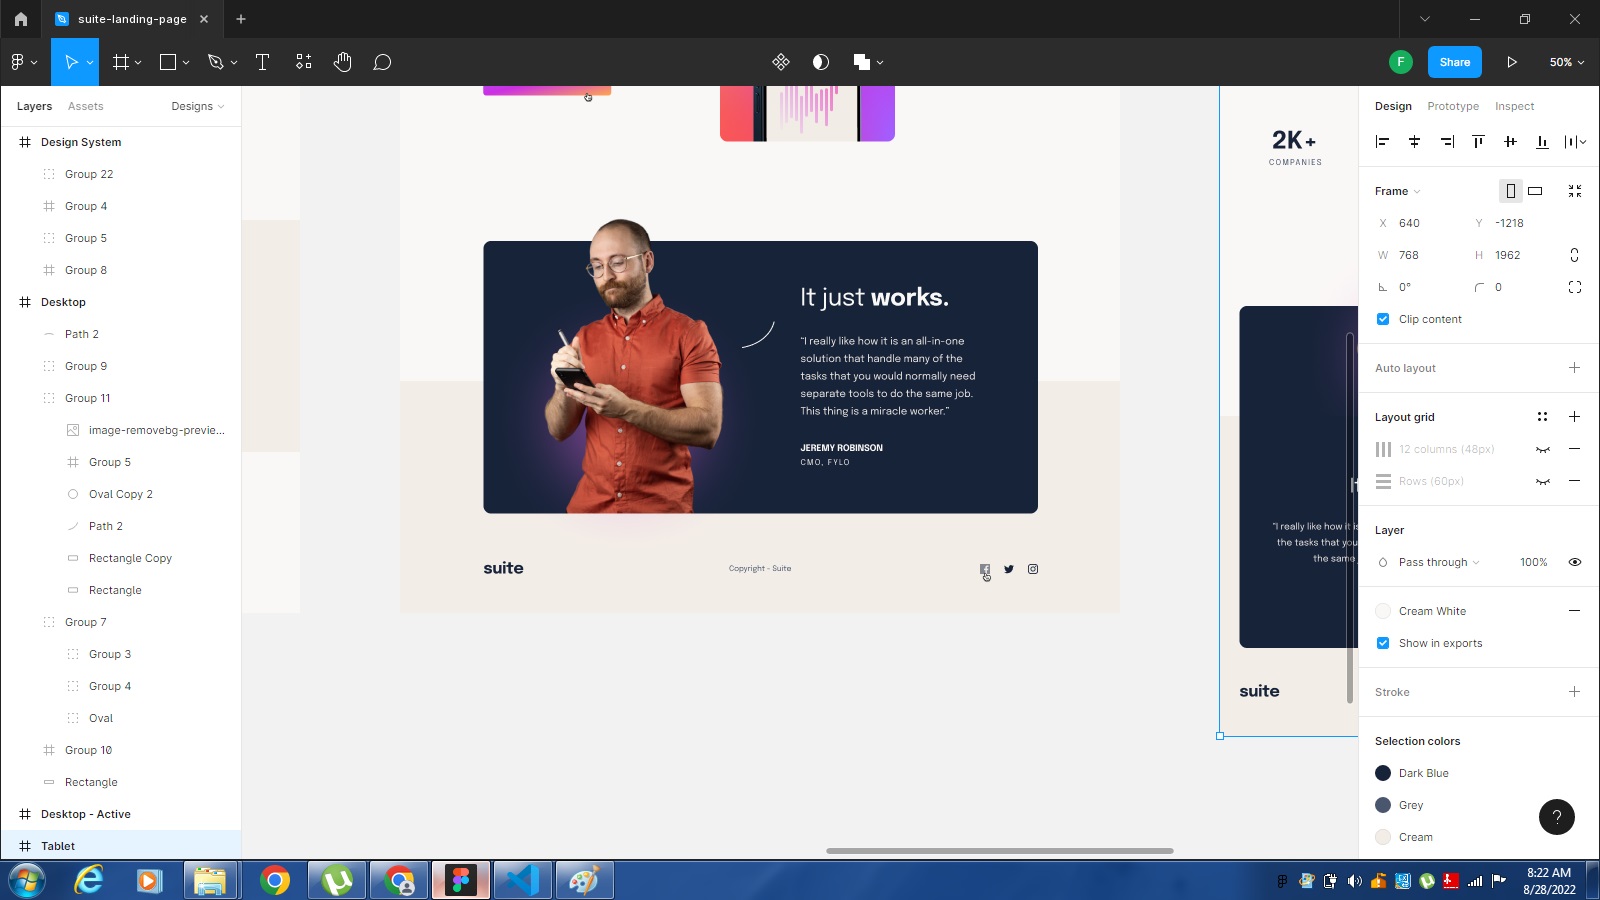 suite-landing-page
F
Share
50%
Layers
Assets
Designs
Design System
Group 22
Group 4
Group 5
Group 8
Desktop
Path 2
Group 9
Group 11
image-removebg-previe...
Group 5
Oval Copy 2
Path 2
Rectangle Copy
Rectangle
Group 7
Group 3
Group 4
Oval
Group 10
Rectangle
Desktop - Active
Tablet
It just works.
“I really like how it is an all-in-one
solution that handle many of the
tasks that you would normally need
separate tools to do the same job.
This thing is a miracle worker.”
JEREMY ROBINSON
CMO, FYLO
suite
Copyright - Suite
2K+
COMPANIES
“I really like how it is
the tasks that you
the same
suite
Design
Prototype
Inspect
Frame
X 640
Y -1218
W 768
H 1962
0°
0
Clip content
Auto layout
Layout grid
12 columns (48px)
Rows (60px)
Layer
Pass through
100%
Cream White
Show in exports
Stroke
Selection colors
Dark Blue
Grey
Cream
?
8:22 AM
8/28/2022